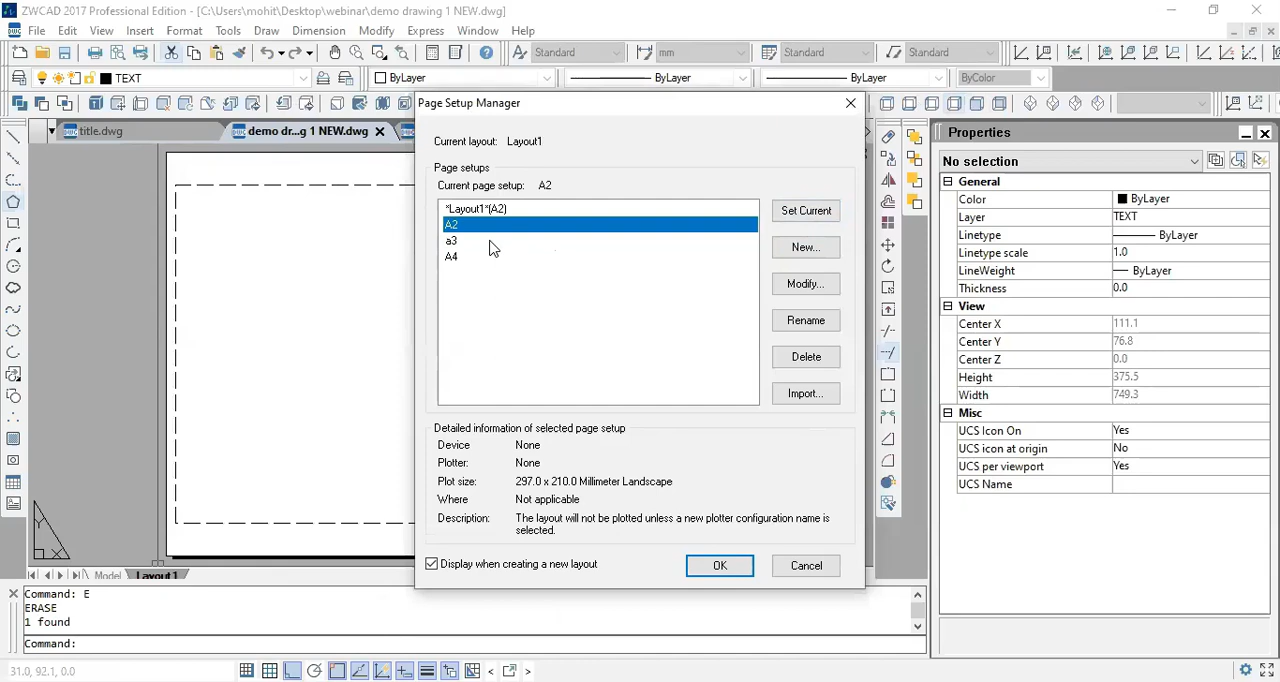 ZWCAD 2017 Professional Edition - [C:\Users\mohit\Desktop\webinar\demo drawing 1 NEW.dwg]
File Edit View Insert Format Tools Draw Dimension Modify Express Window Help
Standard mm Standard Standard
TEXT ByLayer ByLayer ByLayer ByColor
title.dwg demo dr...g 1 NEW.dwg
Page Setup Manager
Current layout: Layout1
Page setups
Current page setup: A2
*Layout1*(A2)
A2
a3
A4
Set Current
New...
Modify...
Rename
Delete
Import...
Detailed information of selected page setup
Device None
Plotter: None
Plot size: 297.0 x 210.0 Millimeter Landscape
Where Not applicable
Description: The layout will not be plotted unless a new plotter configuration name is
selected.
Display when creating a new layout
OK Cancel
Properties
No selection
General
Color ByLayer
Layer TEXT
Linetype ByLayer
Linetype scale 1.0
LineWeight ByLayer
Thickness 0.0
View
Center X 111.1
Center Y 76.8
Center Z 0.0
Height 375.5
Width 749.3
Misc
UCS Icon On Yes
UCS icon at origin No
UCS per viewport Yes
UCS Name
Y
X
Model Layout1
Command: E
ERASE
1 found
Command:
31.0, 92.1, 0.0